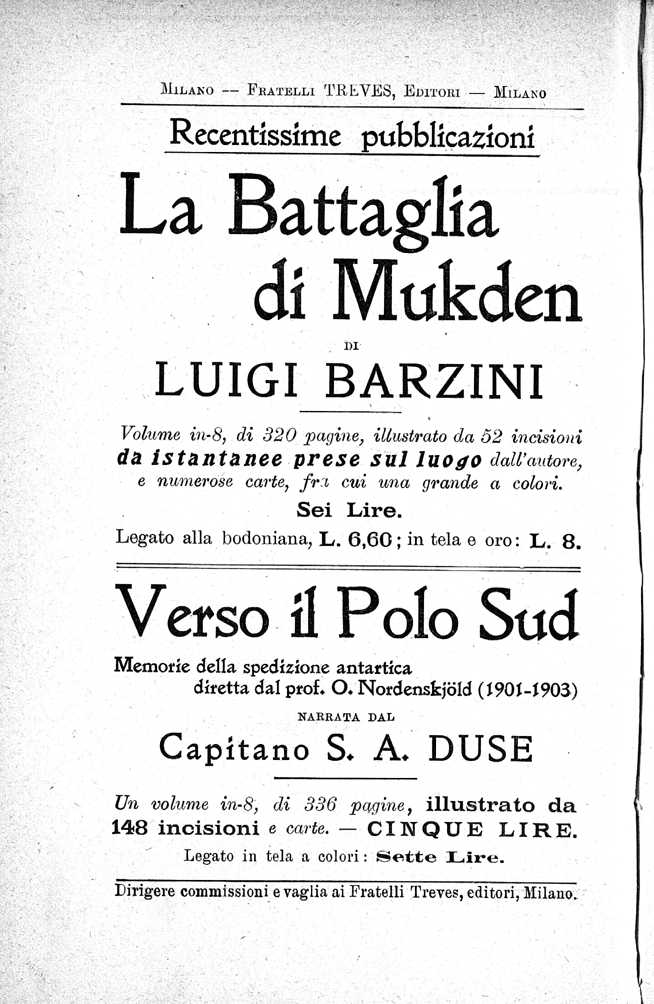 MILANO — FRATELLI TREVES, EDITORI — MILANO
Recentissime pubblicazioni
La Battaglia
di Mukden
DI
LUIGI BARZINI
Volume in-8, di 320 pagine, illustrato da 52 incisioni
da istantanee prese sul luogo dall'autore,
e numerose carte, fra cui una grande a colori.
Sei Lire.
Legato alla bodoniana, L. 6,60; in tela e oro: L. 8.
Verso il Polo Sud
Memorie della spedizione antartica
diretta dal prof. O. Nordenskjöld (1901-1903)
NARRATA DAL
Capitano S. A. DUSE
Un volume in-8, di 336 pagine, illustrato da
148 incisioni e carte. — CINQUE LIRE.
Legato in tela a colori: Sette Lire.
Dirigere commissioni e vaglia ai Fratelli Treves, editori, Milano.